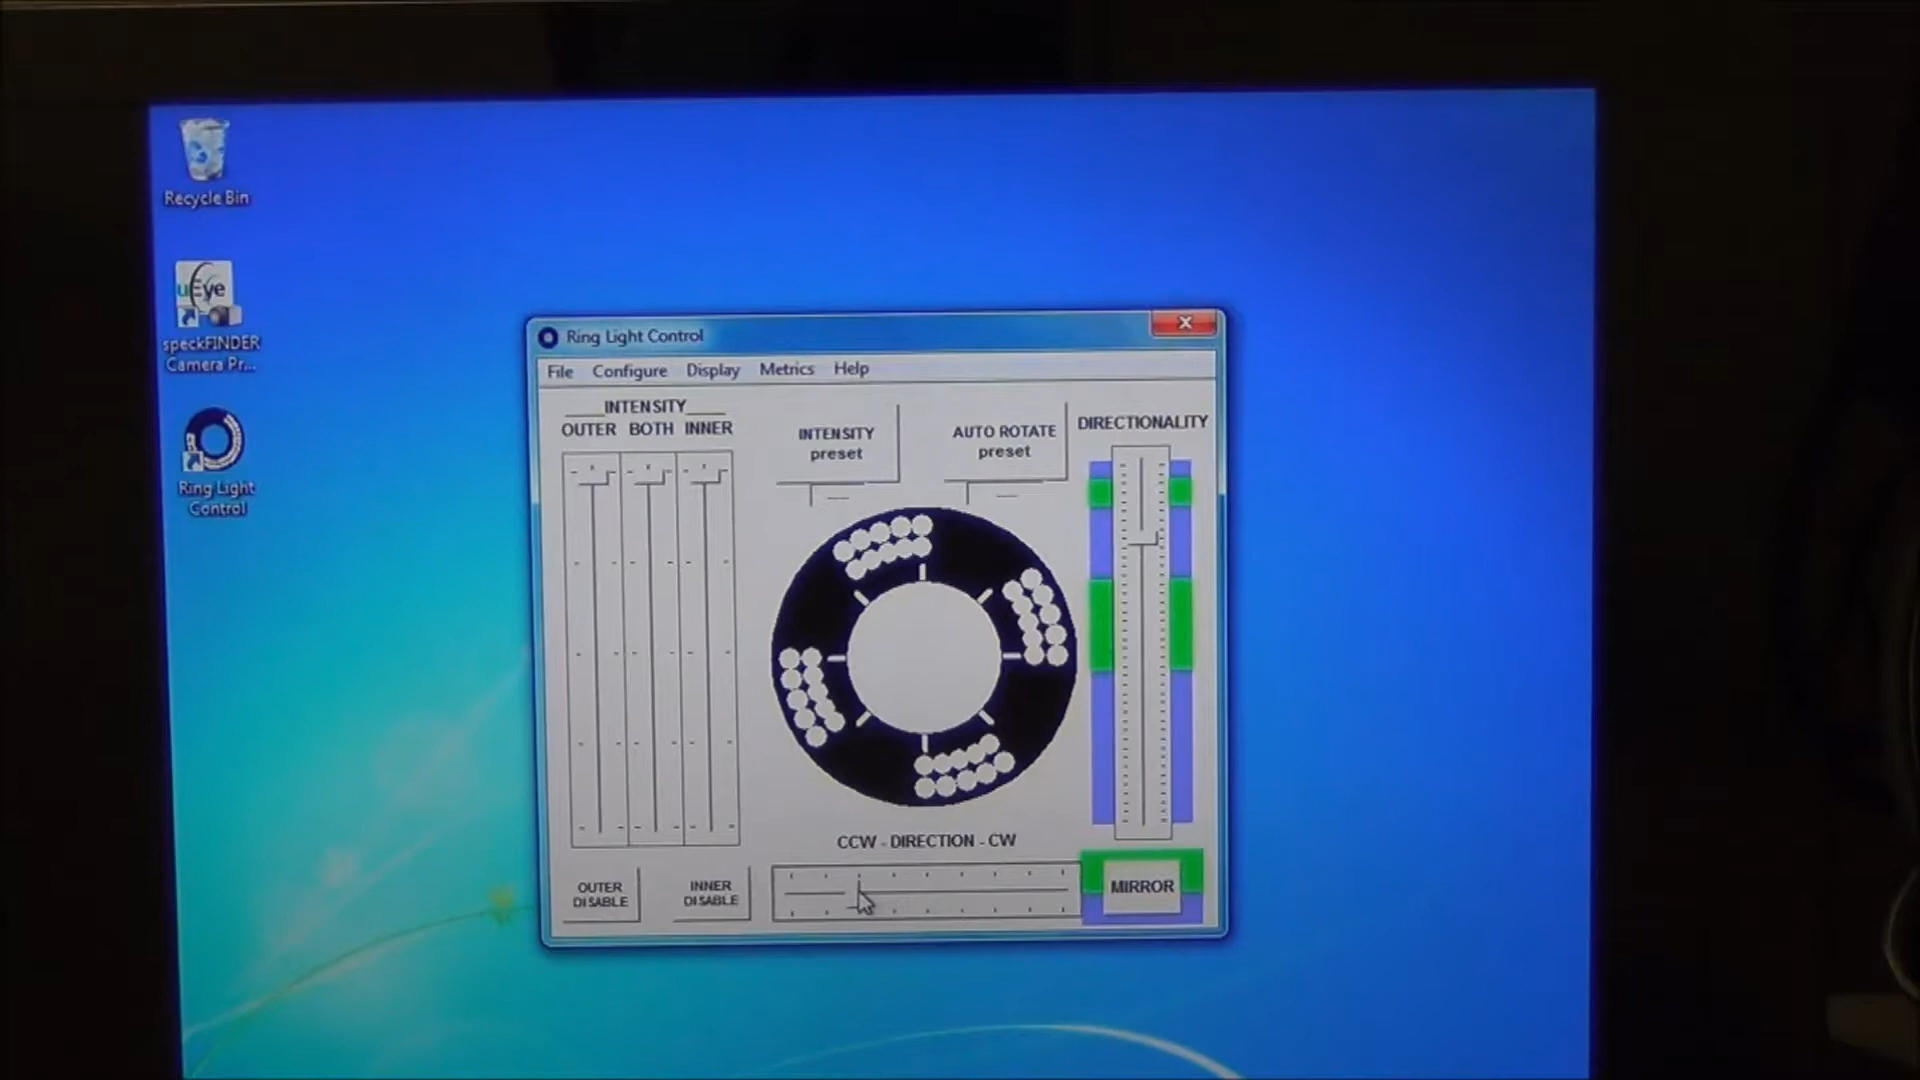 Recycle Bin
uEye
speckFINDER
Camera Pr...
Ring Light
Control
Ring Light Control
File Configure Display Metrics Help
INTENSITY
OUTER BOTH INNER
INTENSITY
preset
AUTO ROTATE
preset
DIRECTIONALITY
CCW - DIRECTION - CW
OUTER
DISABLE
INNER
DISABLE
MIRROR